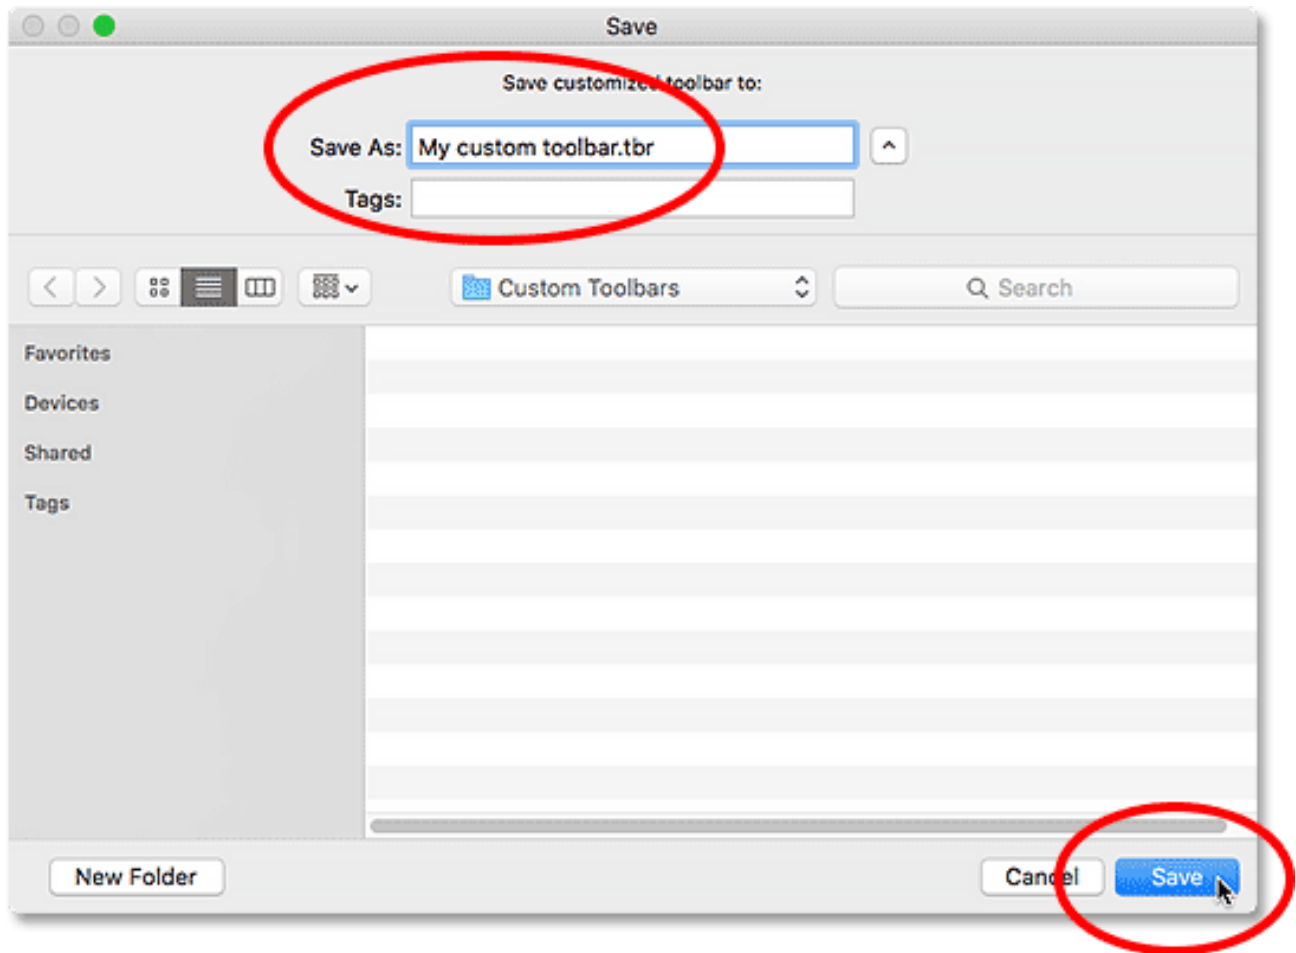 Save
Save customized toolbar to:
Save As: My custom toolbar.tbr
Tags:
Custom Toolbars
Search
Favorites
Devices
Shared
Tags
New Folder
Cancel
Save